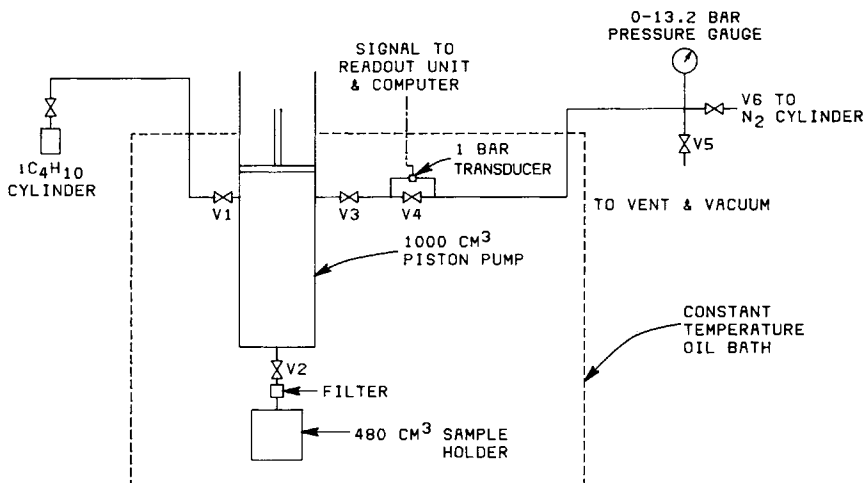 0-13.2 BAR
PRESSURE GAUGE
SIGNAL TO
READOUT UNIT
& COMPUTER
V6 TO
N2 CYLINDER
V5
1 BAR
TRANSDUCER
iC4H10
CYLINDER
V1
V3
V4
TO VENT & VACUUM
1000 CM3
PISTON PUMP
CONSTANT
TEMPERATURE
OIL BATH
V2
FILTER
480 CM3 SAMPLE
HOLDER